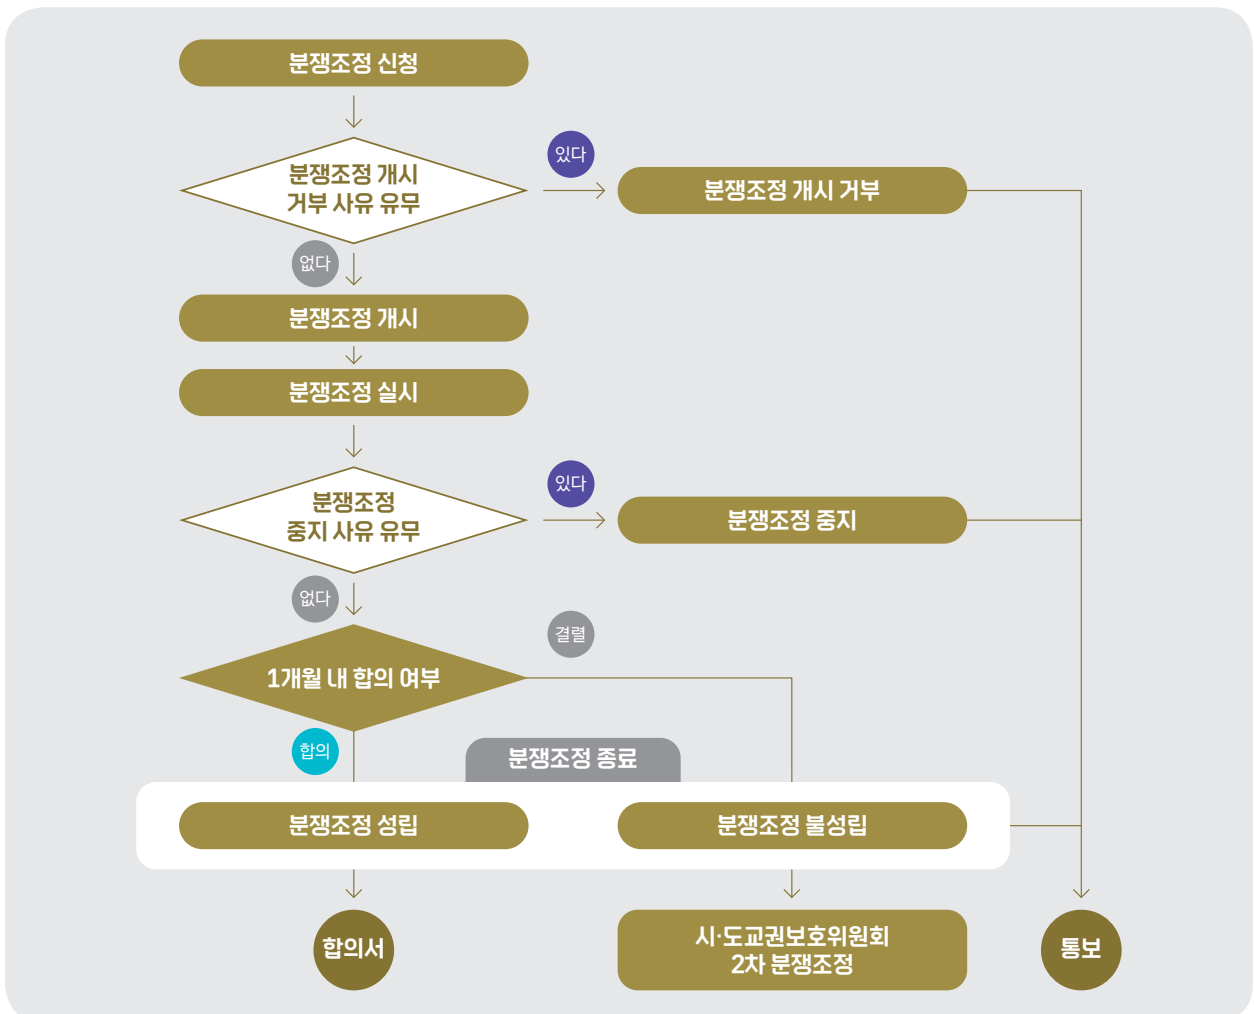 분쟁조정 신청
분쟁조정 개시
거부 사유 유무
있다
분쟁조정 개시 거부
없다
분쟁조정 개시
분쟁조정 실시
분쟁조정
중지 사유 유무
있다
분쟁조정 중지
없다
1개월 내 합의 여부
결렬
합의
분쟁조정 종료
분쟁조정 성립
분쟁조정 불성립
합의서
시·도교권보호위원회
2차 분쟁조정
통보